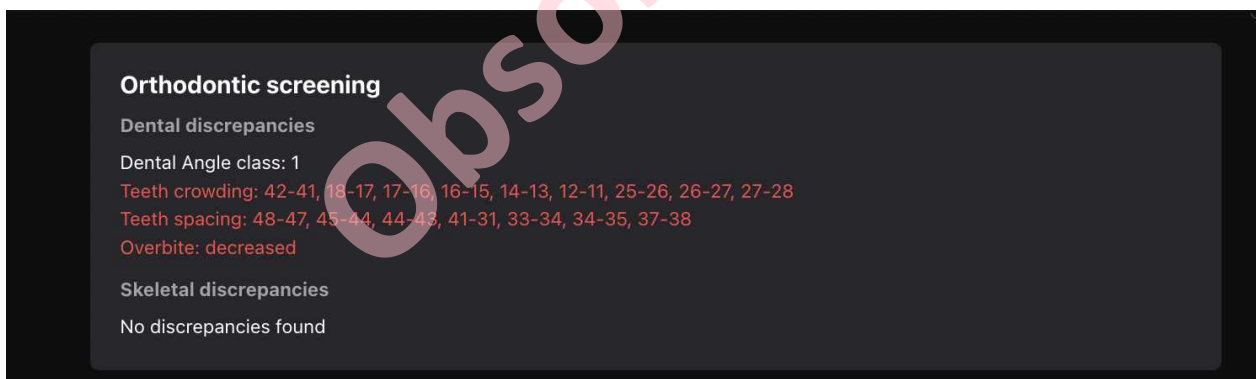 Orthodontic screening
Dental discrepancies
Dental Angle class: 1
Teeth crowding: 42-41, 18-17, 17-16, 16-15, 14-13, 12-11, 25-26, 26-27, 27-28
Teeth spacing: 48-47, 45-44, 44-43, 41-31, 33-34, 34-35, 37-38
Overbite: decreased
Skeletal discrepancies
No discrepancies found